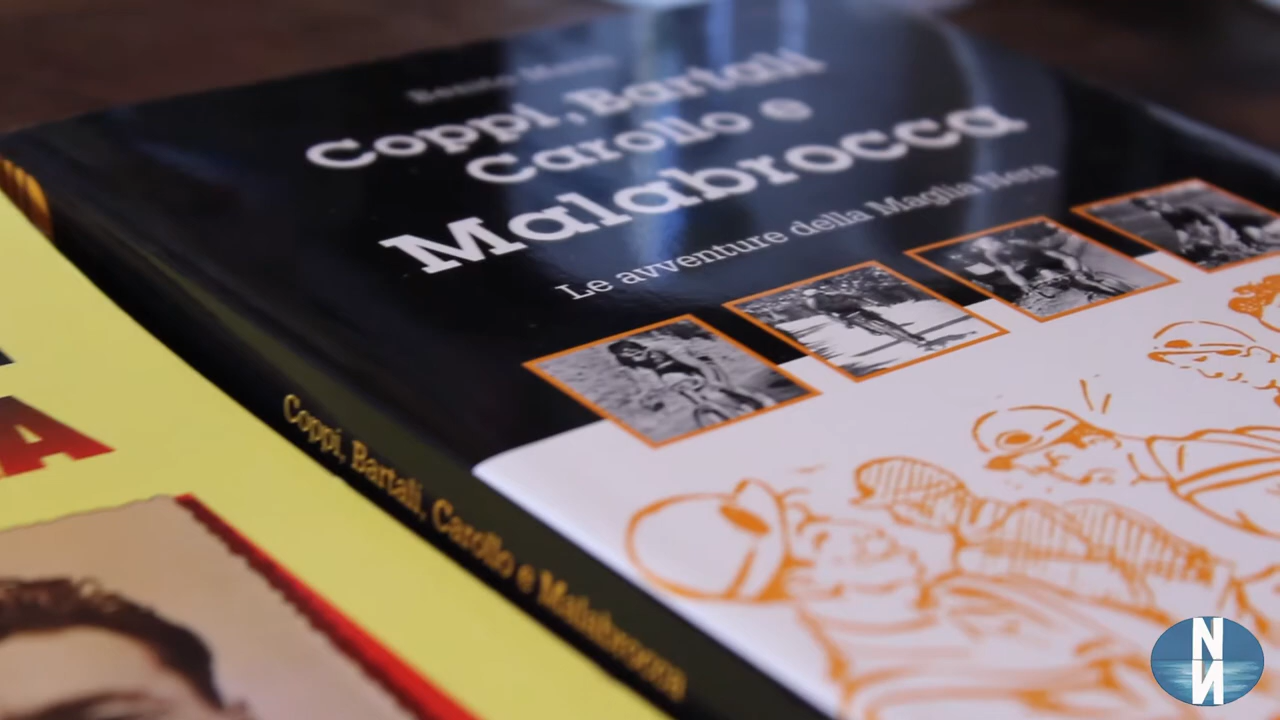 Coppi, Bartali
Carollo e
Malabrocca
Le avventure della Maglia Nera
Coppi, Bartali, Carollo e Malabrocca
A
N
N